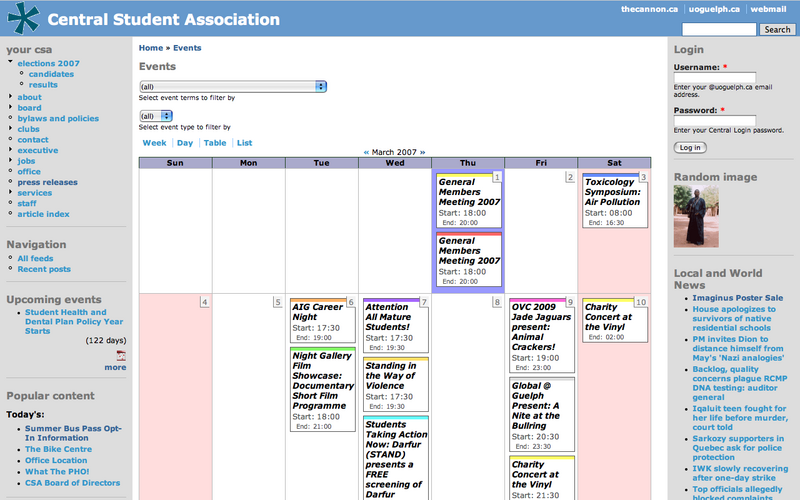 Central Student Association
thecannon.ca uoguelph.ca webmail
Search
your csa
elections 2007
candidates
results
about
board
bylaws and policies
clubs
contact
executive
jobs
office
press releases
services
staff
article index
Navigation
All feeds
Recent posts
Upcoming events
Student Health and
Dental Plan Policy Year
Starts
(122 days)
more
Popular content
Today's:
Summer Bus Pass Opt-
In Information
The Bike Centre
Office Location
What The PHO!
CSA Board of Directors
Home » Events
Events
(all)
Select event terms to filter by
(all)
Select event type to filter by
Week Day Table List
« March 2007 »
Sun Mon Tue Wed Thu Fri Sat
1
General
Members
Meeting 2007
Start: 18:00
End: 20:00
General
Members
Meeting 2007
Start: 18:00
End: 20:00
2
3
Toxicology
Symposium:
Air Pollution
Start: 08:00
End: 16:30
4
5
6
AIG Career
Night
Start: 17:30
End: 19:00
Night Gallery
Film
Showcase:
Documentary
Short Film
Programme
Start: 18:00
End: 21:00
7
Attention
All Mature
Students!
Start: 17:30
End: 19:30
Standing in
the Way of
Violence
Start: 17:30
End: 19:30
Students
Taking Action
Now: Darfur
(STAND)
presents a
FREE
screening of
Darfur
8
9
OVC 2009
Jade Jaguars
present:
Animal
Crackers!
Start: 19:00
End: 23:00
Global @
Guelph
Present: A
Nite at the
Bullring
Start: 20:30
End: 23:30
Charity
Concert at
the Vinyl
Start: 21:30
10
Charity
Concert at
the Vinyl
End: 02:00
Login
Username: *
Enter your @uoguelph.ca email
address.
Password: *
Enter your Central Login password.
Log in
Random image
Local and World
News
Imaginus Poster Sale
House apologizes to
survivors of native
residential schools
PM invites Dion to
distance himself from
May's 'Nazi analogies'
Backlog, quality
concerns plague RCMP
DNA testing: auditor
general
Iqaluit teen fought for
her life before murder,
court told
Sarkozy supporters in
Quebec ask for police
protection
IWK slowly recovering
after one-day strike
Top officials allegedly
blocked complaints